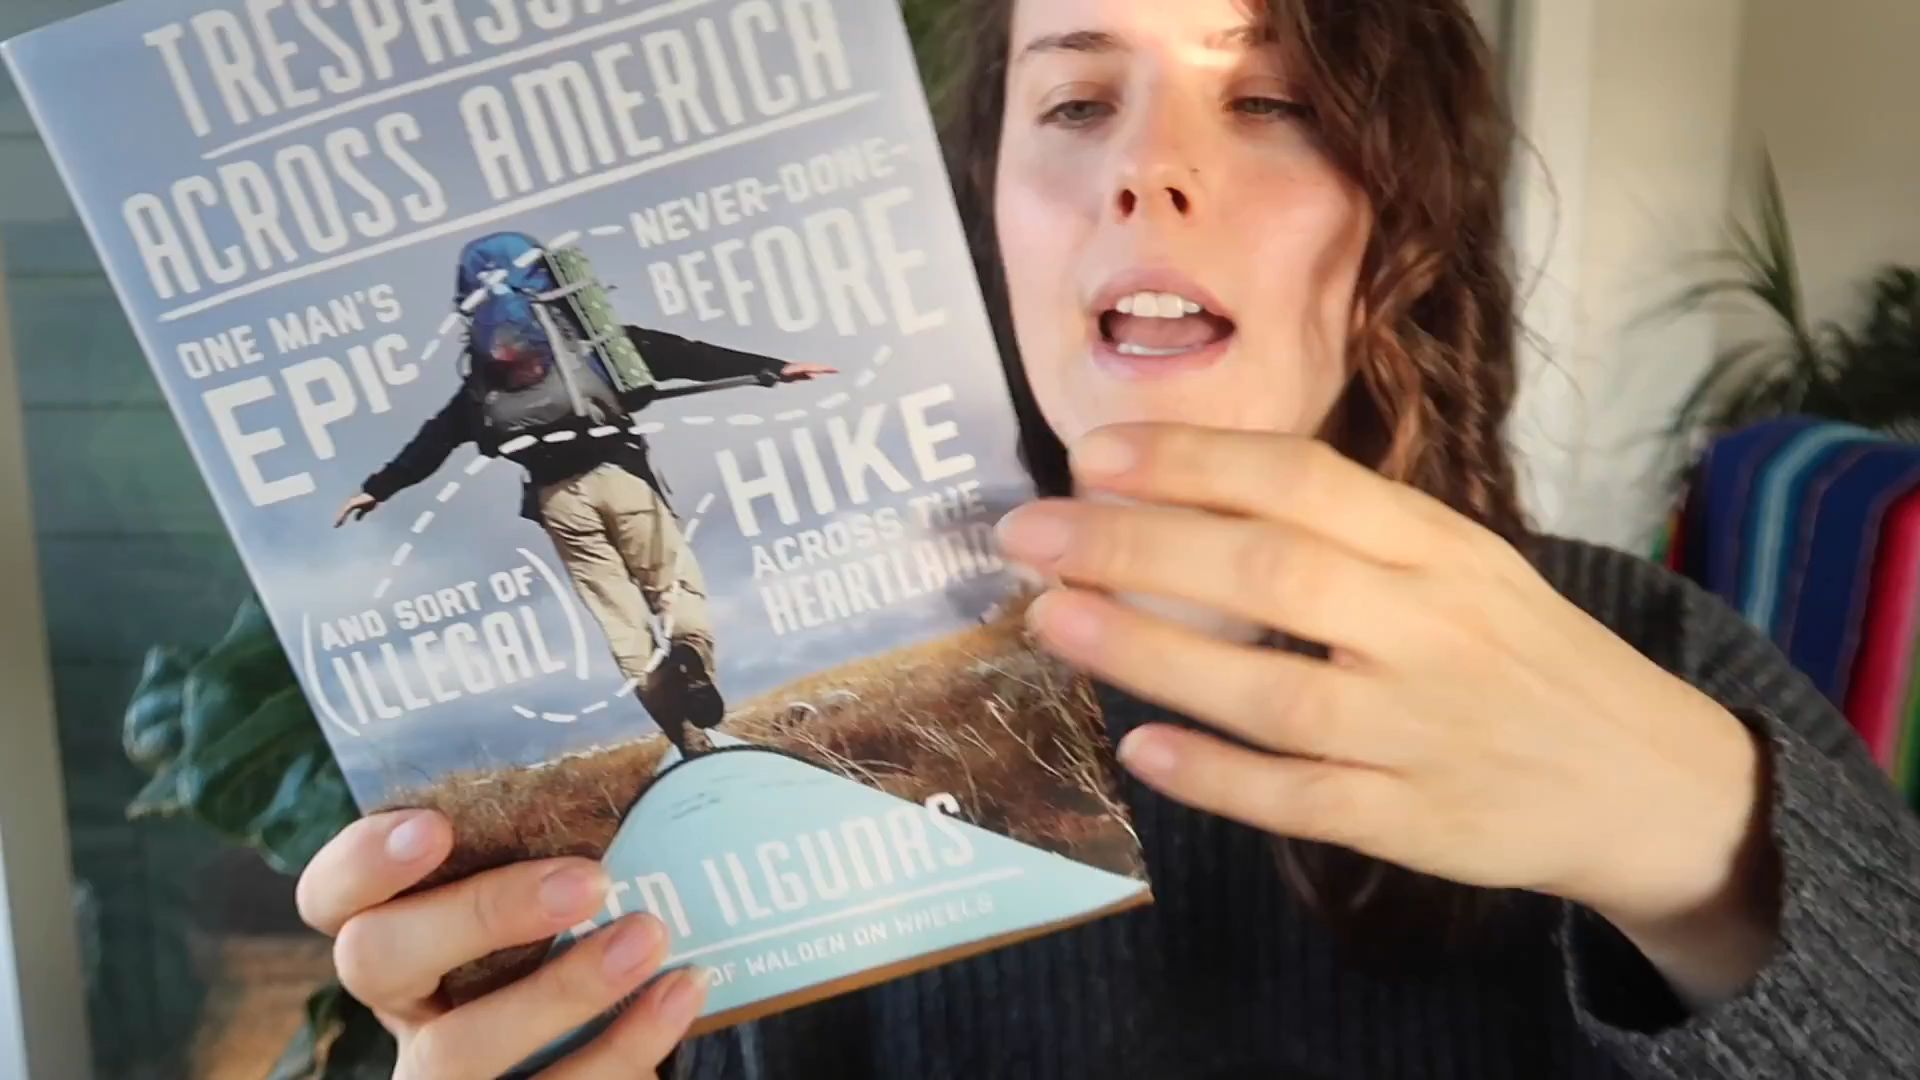 ACROSS AMERICA
ONE MAN'S
EPIC
NEVER-DONE-
BEFORE
HIKE
ACROSS THE
HEARTLAND
(AND SORT OF
ILLEGAL)
ILGUNAS
OF WALDEN ON WHEELS